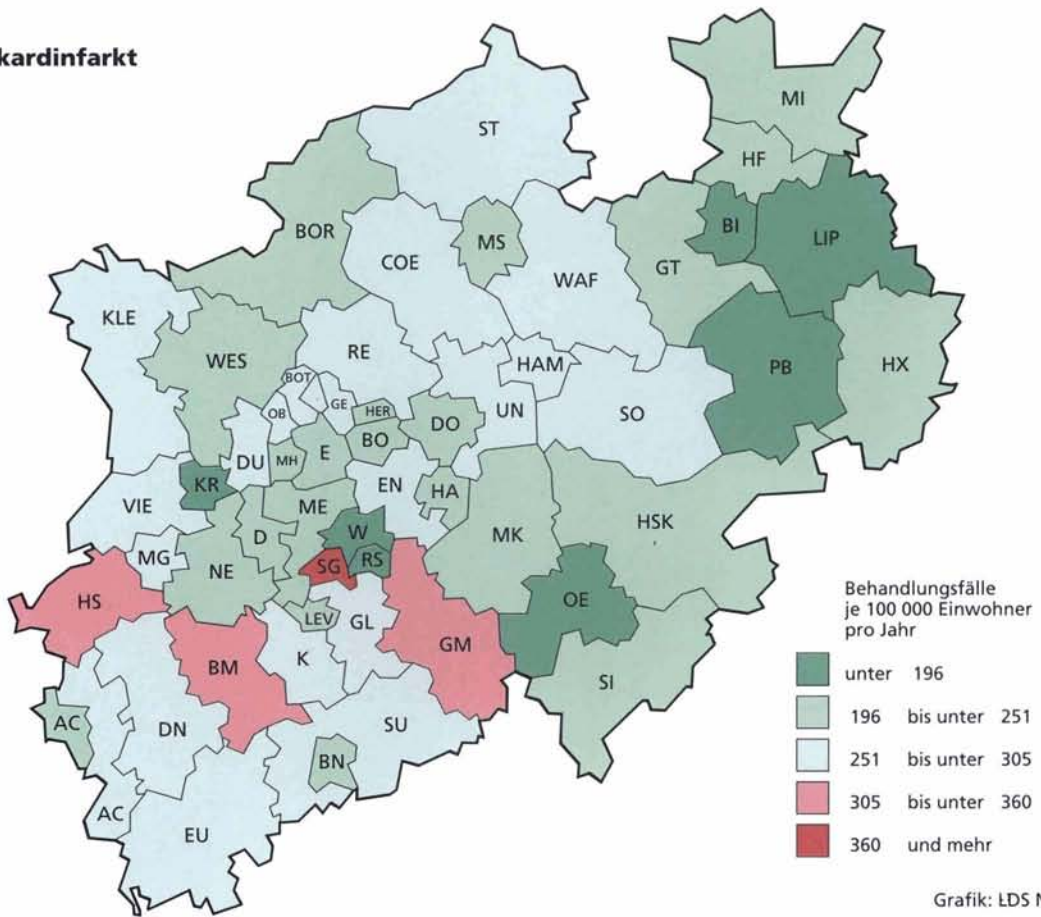 kardinfarkt
MI
ST
HF
BI
LIP
BOR
MS
COE
GT
WAF
KLE
RE
HAM
WES
PB
HX
BOT
GE
OB
HER
UN
SO
DO
BO
E
DU
MH
KR
EN
HA
VIE
ME
HSK
D
W
MK
MG
RS
SG
NE
HS
OE
LEV
GL
GM
K
BM
SI
AC
DN
SU
BN
AC
EU
Behandlungsfälle
je 100 000 Einwohner
pro Jahr
unter 196
196 bis unter 251
251 bis unter 305
305 bis unter 360
360 und mehr
Grafik: LDS N